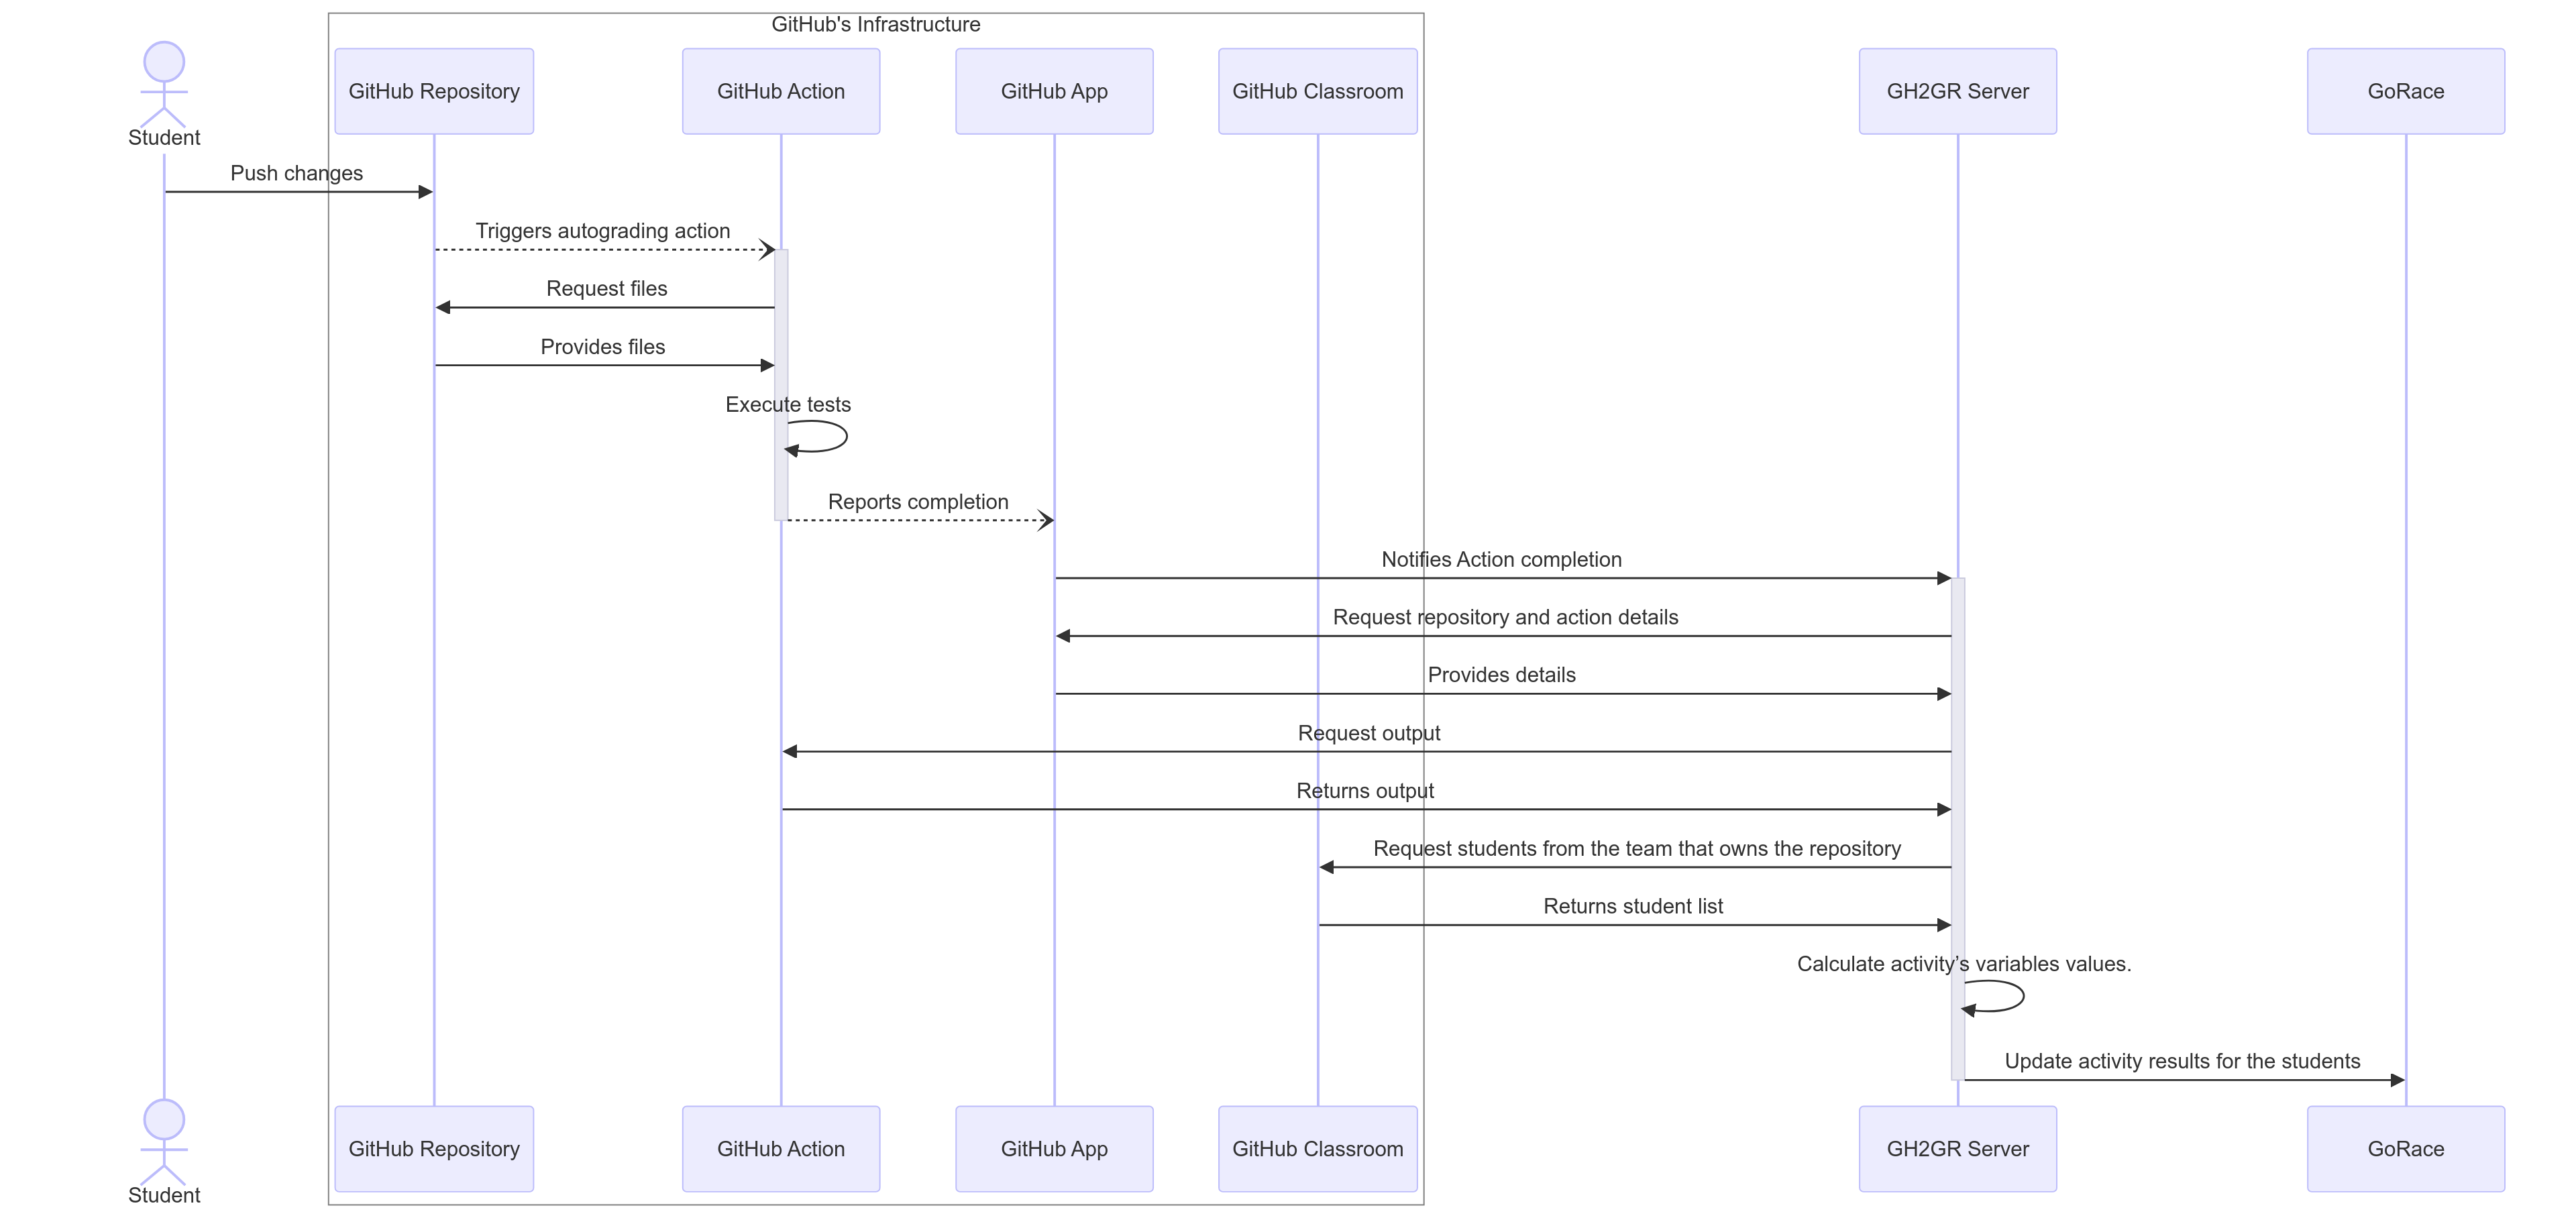 GitHub's Infrastructure
Student
GitHub Repository
GitHub Action
GitHub App
GitHub Classroom
GH2GR Server
GoRace
Push changes
Triggers autograding action
Request files
Provides files
Execute tests
Reports completion
Notifies Action completion
Request repository and action details
Provides details
Request output
Returns output
Request students from the team that owns the repository
Returns student list
Calculate activity’s variables values.
Update activity results for the students
Student
GitHub Repository
GitHub Action
GitHub App
GitHub Classroom
GH2GR Server
GoRace